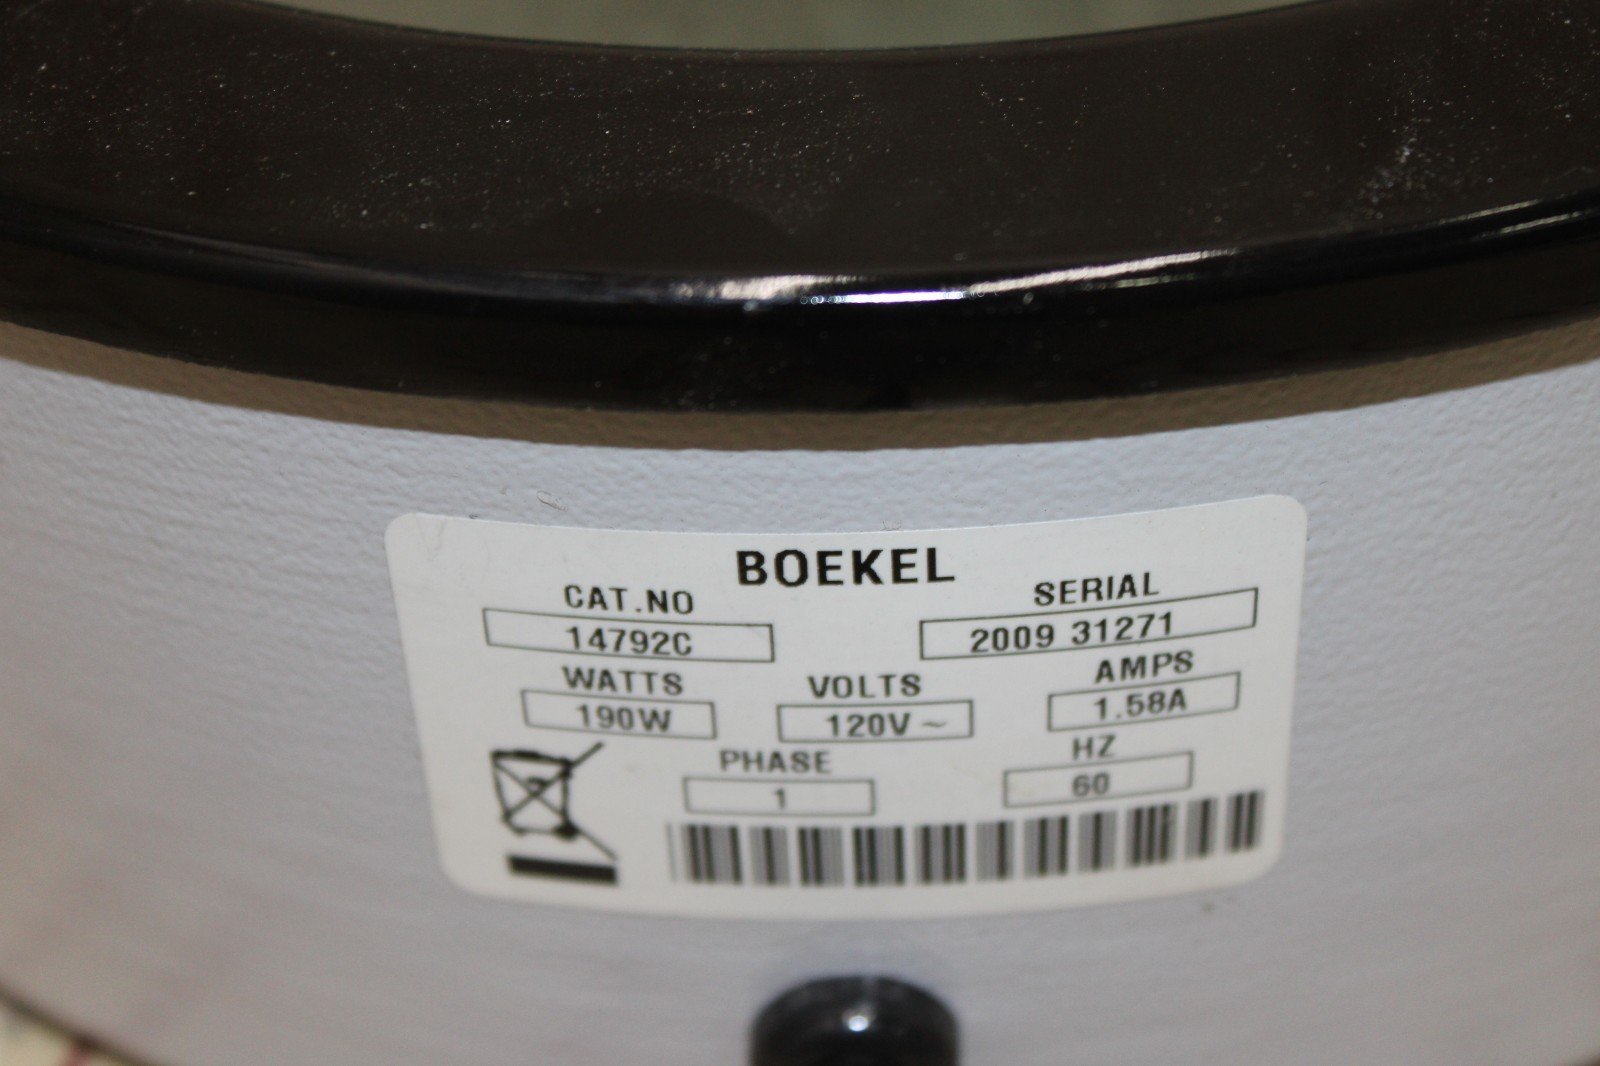 BOEKEL
CAT.NO SERIAL
14792C 2009 31271
WATTS VOLTS AMPS
190W 120V ~ 1.58A
PHASE HZ
1 60